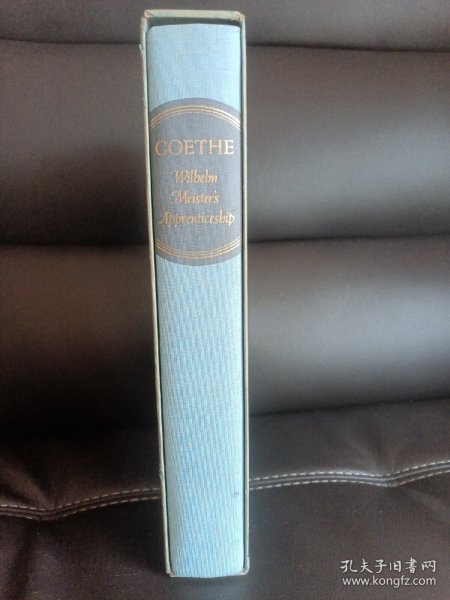 GOETHE
Wilhelm
Meister's
Apprenticeship
孔夫子旧书网
www.kongfz.com